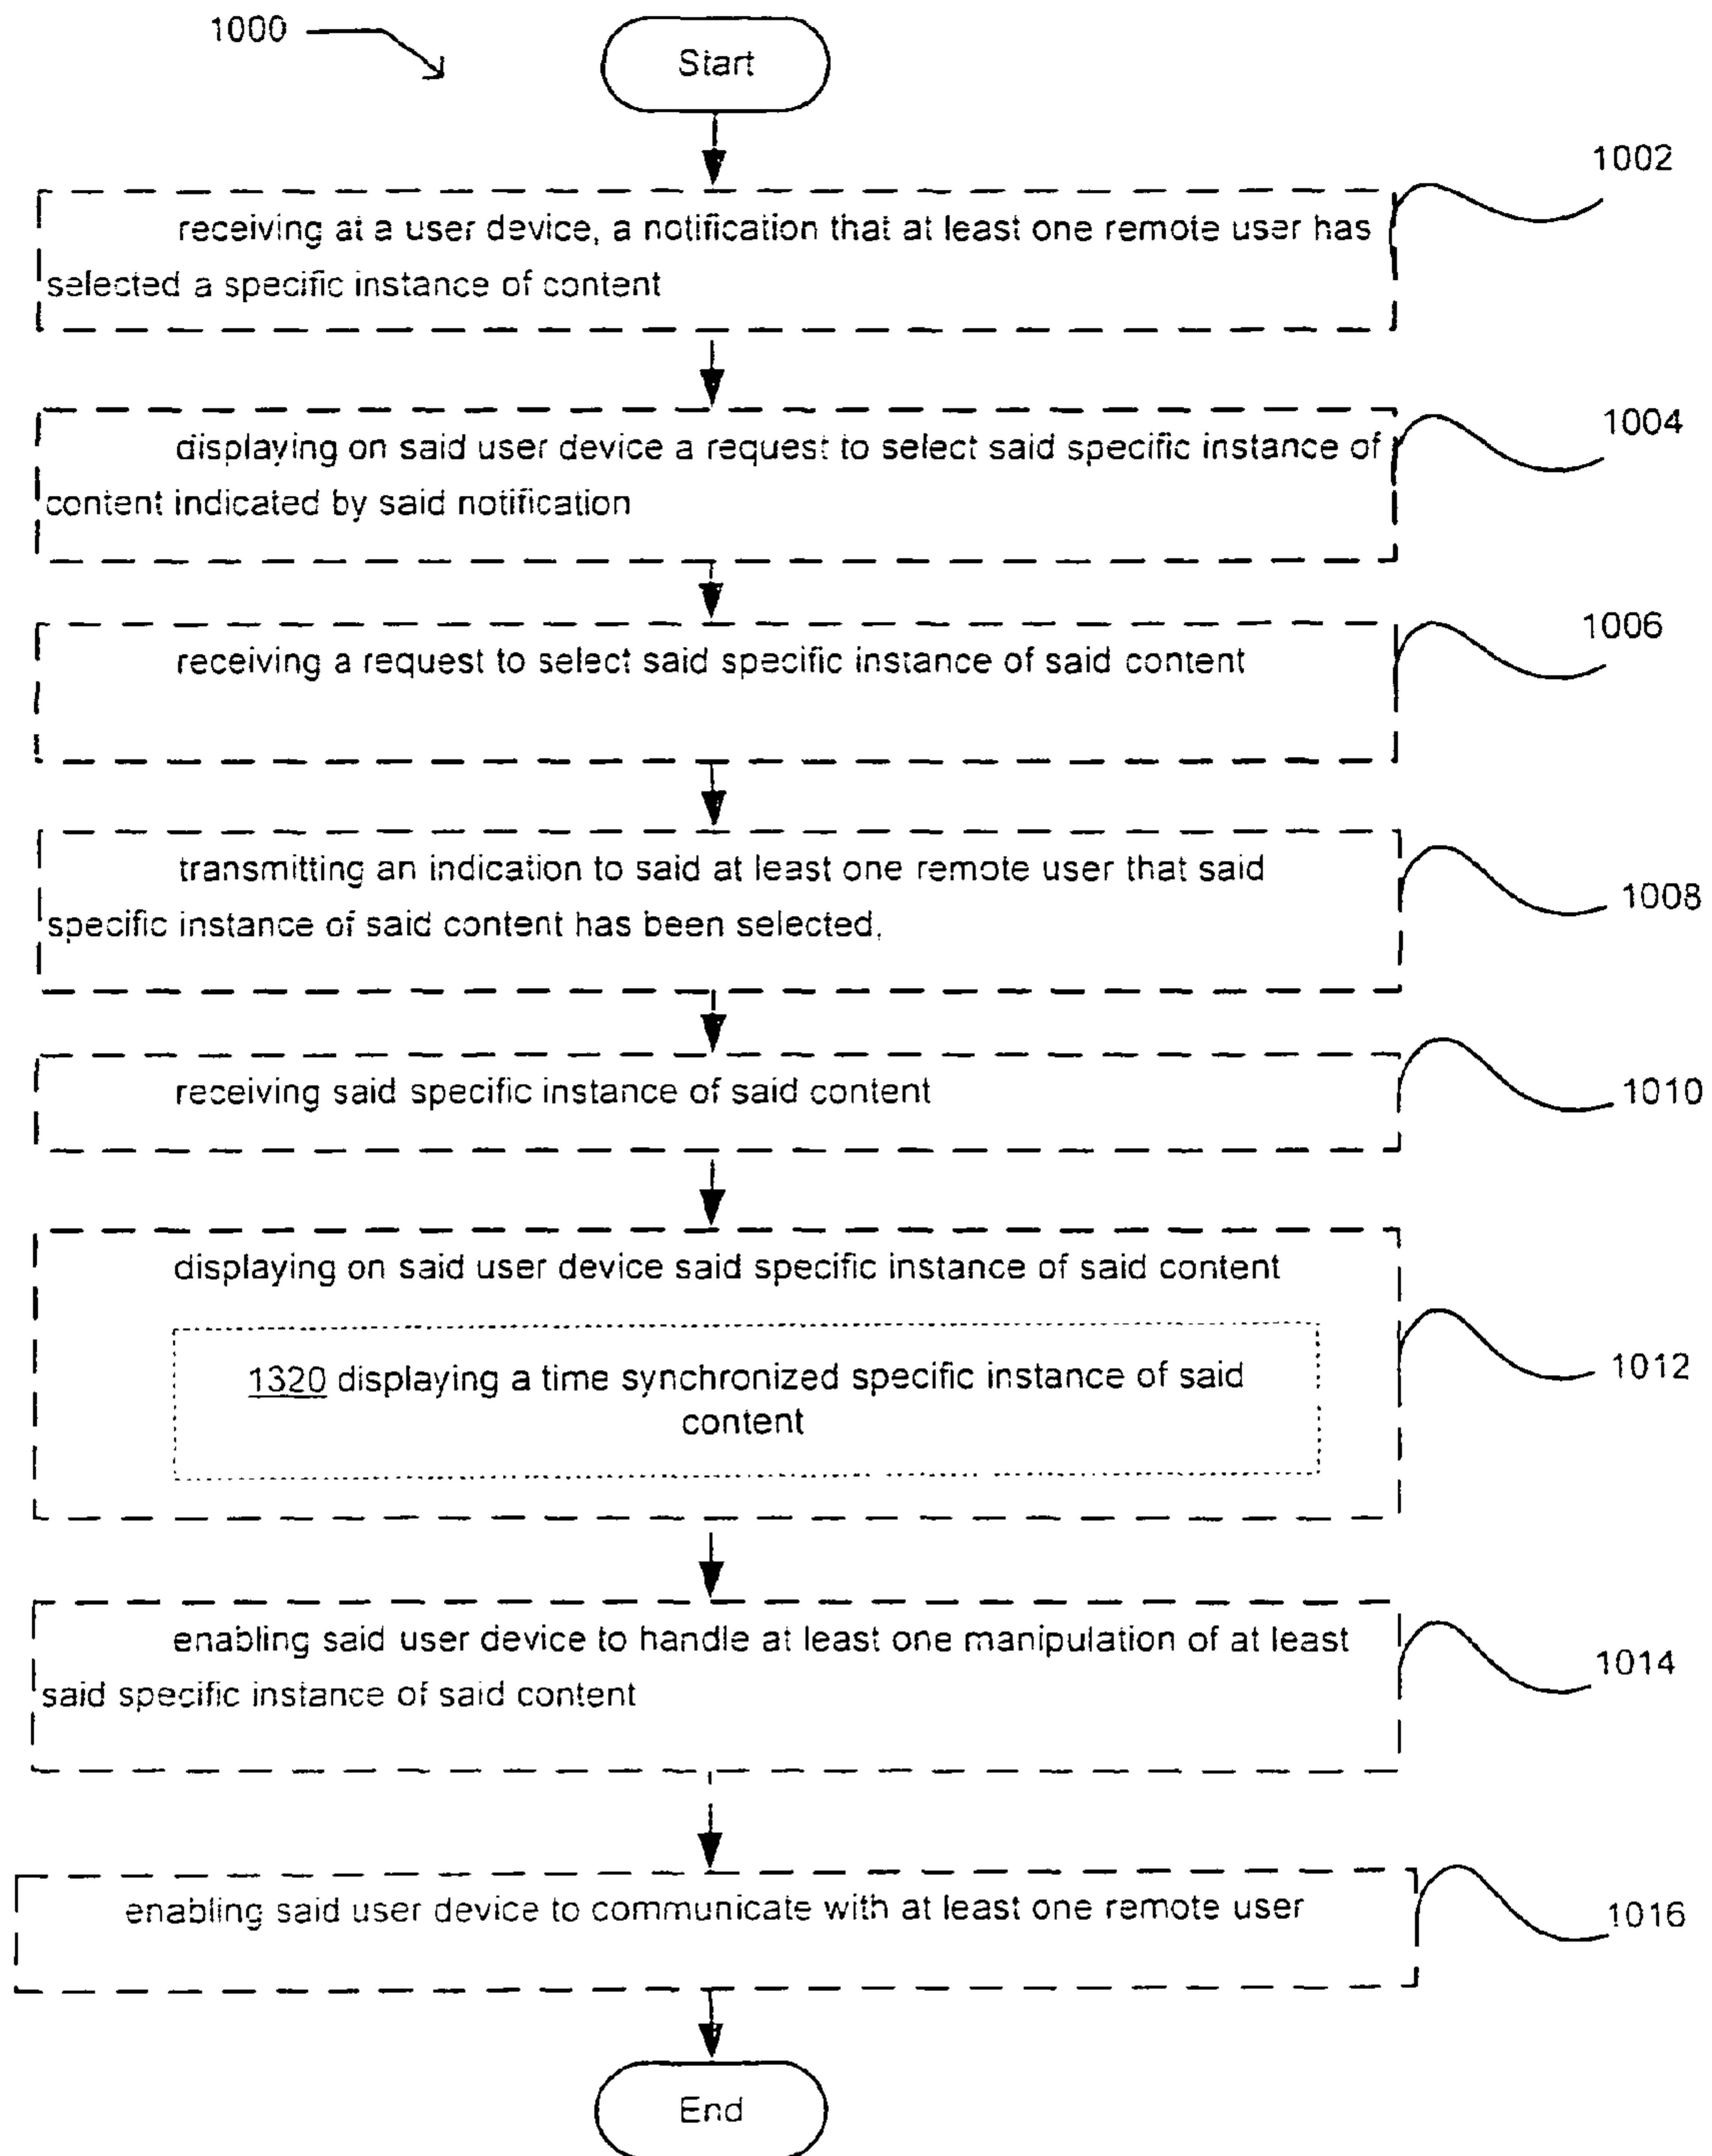 1000
Start
1002
receiving at a user device, a notification that at least one remote user has
selected a specific instance of content
1004
displaying on said user device a request to select said specific instance of
content indicated by said notification
1006
receiving a request to select said specific instance of said content
transmitting an indication to said at least one remote user that said
1008
specific instance of said content has been selected,
receiving said specific instance of said content
1010
displaying on said user device said specific instance of said content
1320 displaying a time synchronized specific instance of said
content
1012
enabling said user device to handle at least one manipulation of at least
said specific instance of said content
1014
enabling said user device to communicate with at least one remote user
1016
End